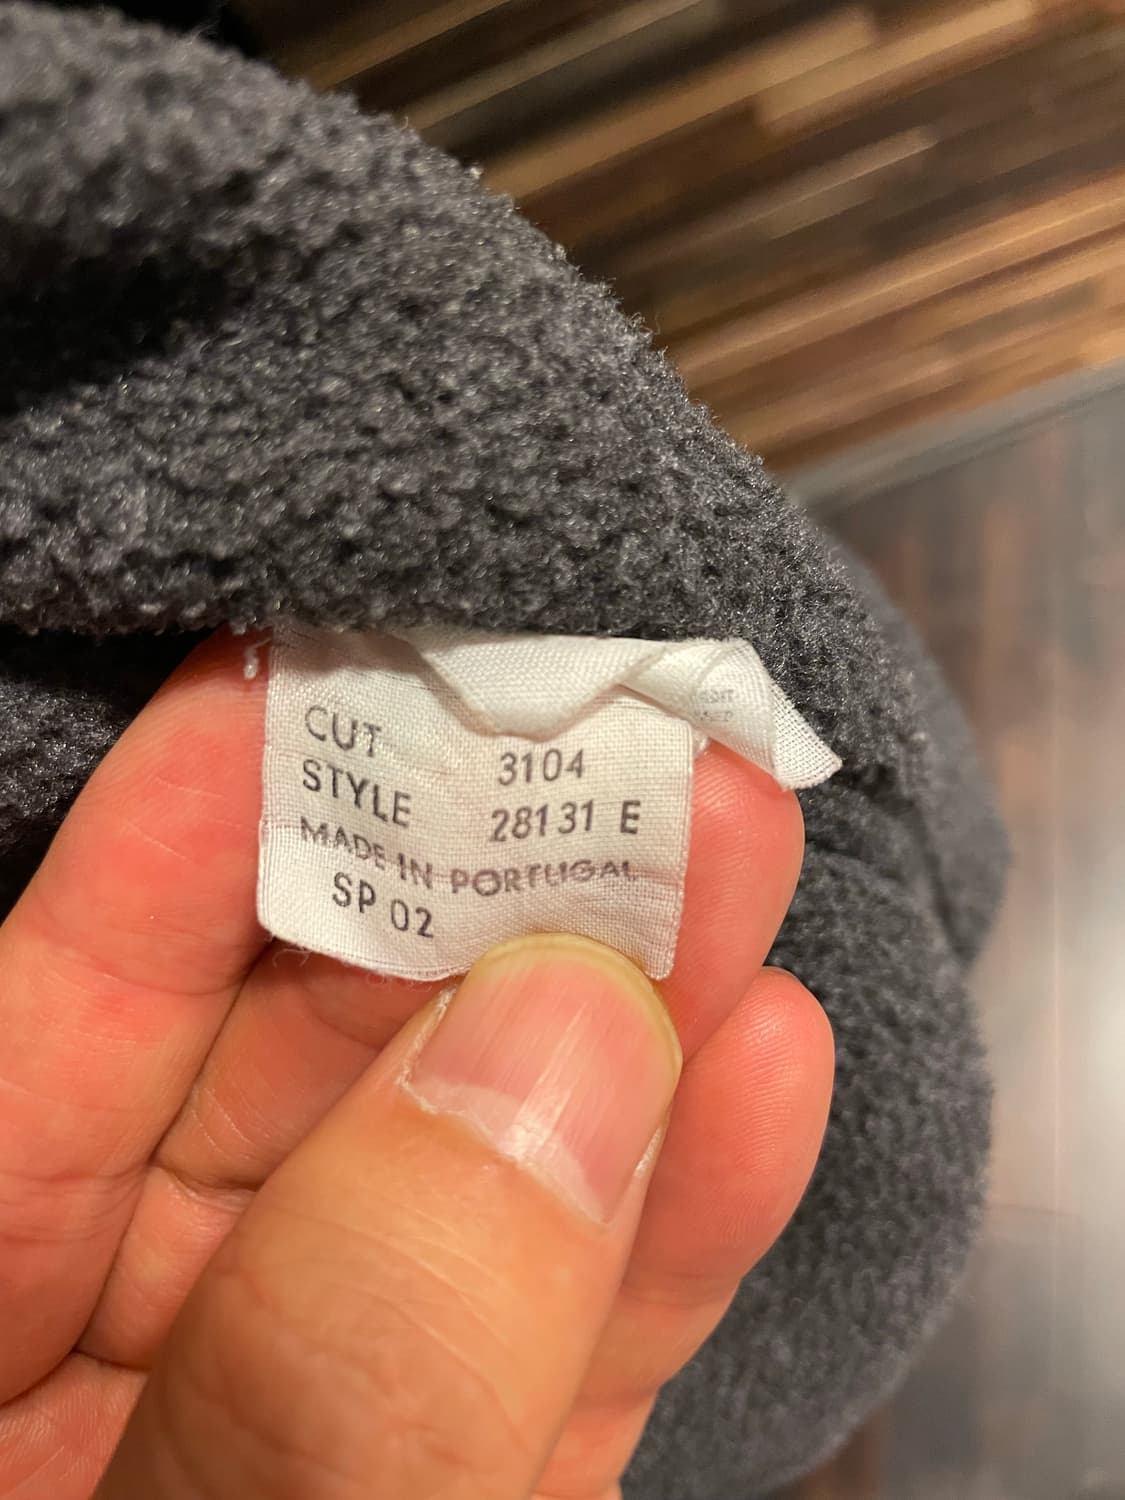 CUT 3104
STYLE 28131 E
MADE IN PORTUGAL
SP 02